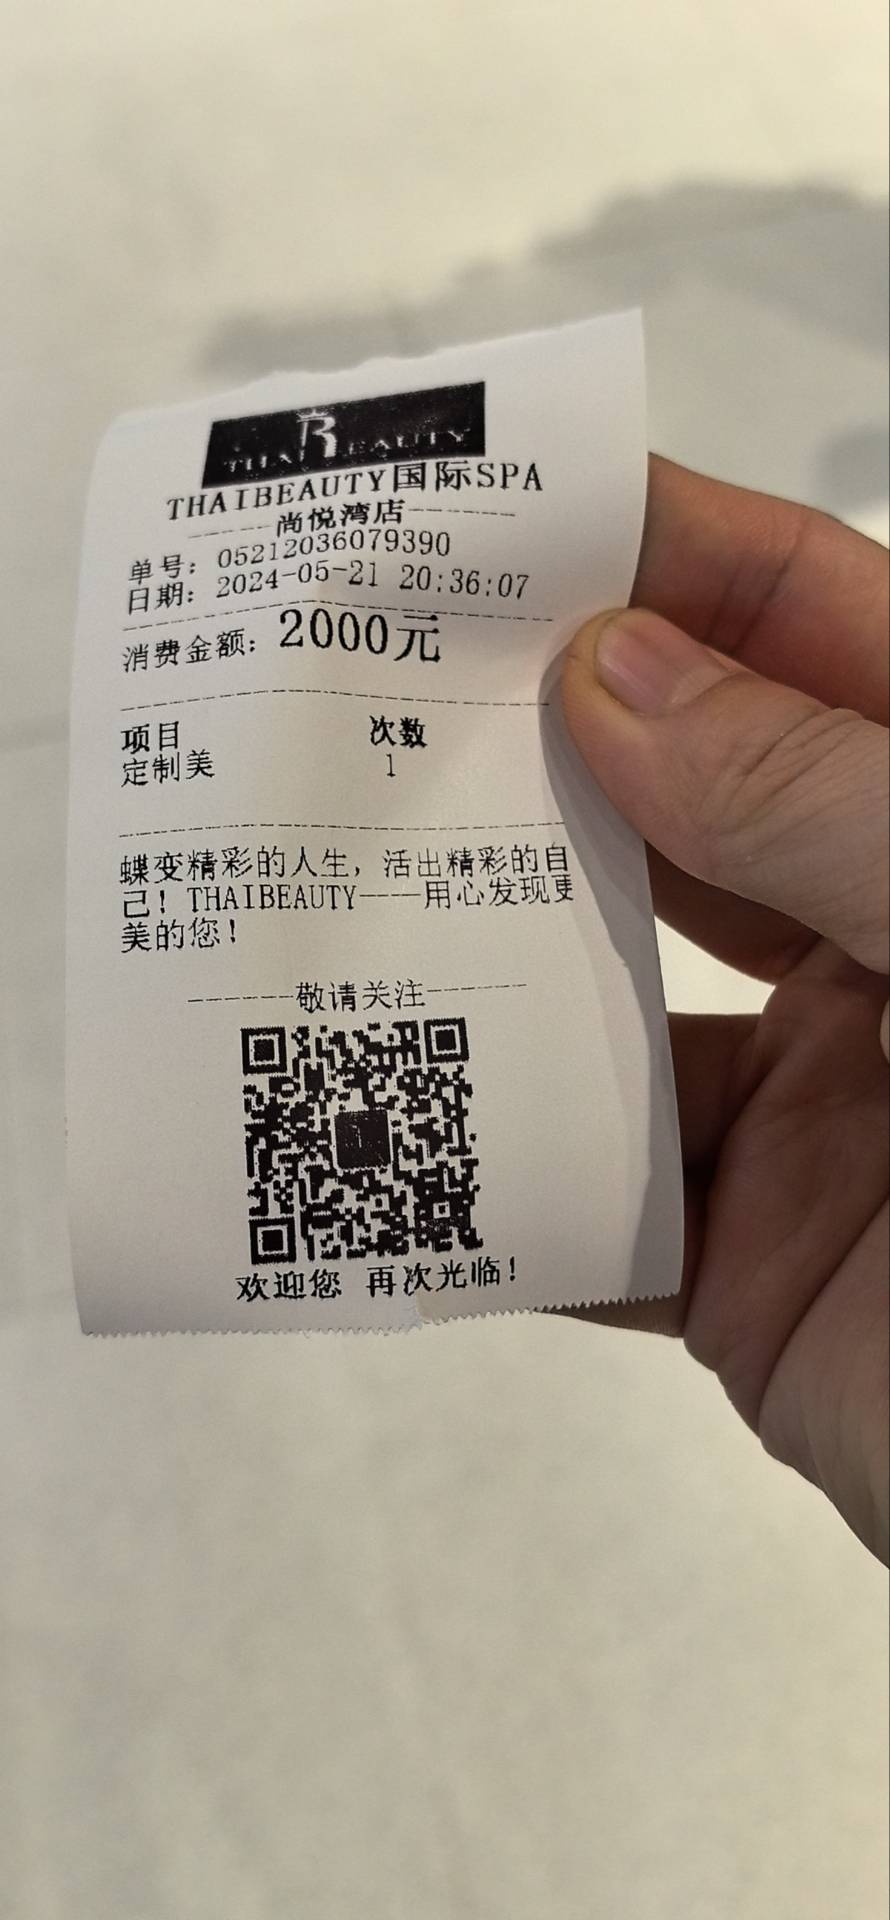 THAIBEAUTY
THAIBEAUTY国际SPA
------尚悦湾店------
单号：05212036079390
日期：2024-05-21 20:36:07
消费金额：2000元
项目 次数
定制美 1
蝶变精彩的人生，活出精彩的自
己！THAIBEAUTY——用心发现更
美的您！
------敬请关注------
欢迎您 再次光临！